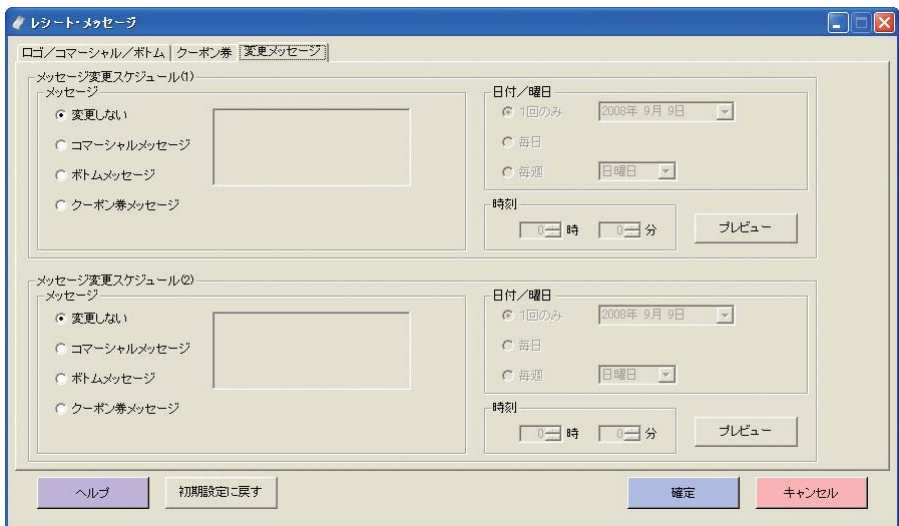 レシート・メッセージ
ロゴ／コマーシャル／ボトム クーポン券 変更メッセージ
メッセージ変更スケジュール(1)
メッセージ
変更しない
コマーシャルメッセージ
ボトムメッセージ
クーポン券メッセージ
日付／曜日
1回のみ 2008年 9月 9日
毎日
毎週 日曜日
時刻
0 時 0 分 プレビュー
メッセージ変更スケジュール(2)
メッセージ
変更しない
コマーシャルメッセージ
ボトムメッセージ
クーポン券メッセージ
日付／曜日
1回のみ 2008年 9月 9日
毎日
毎週 日曜日
時刻
0 時 0 分 プレビュー
ヘルプ 初期設定に戻す 確定 キャンセル